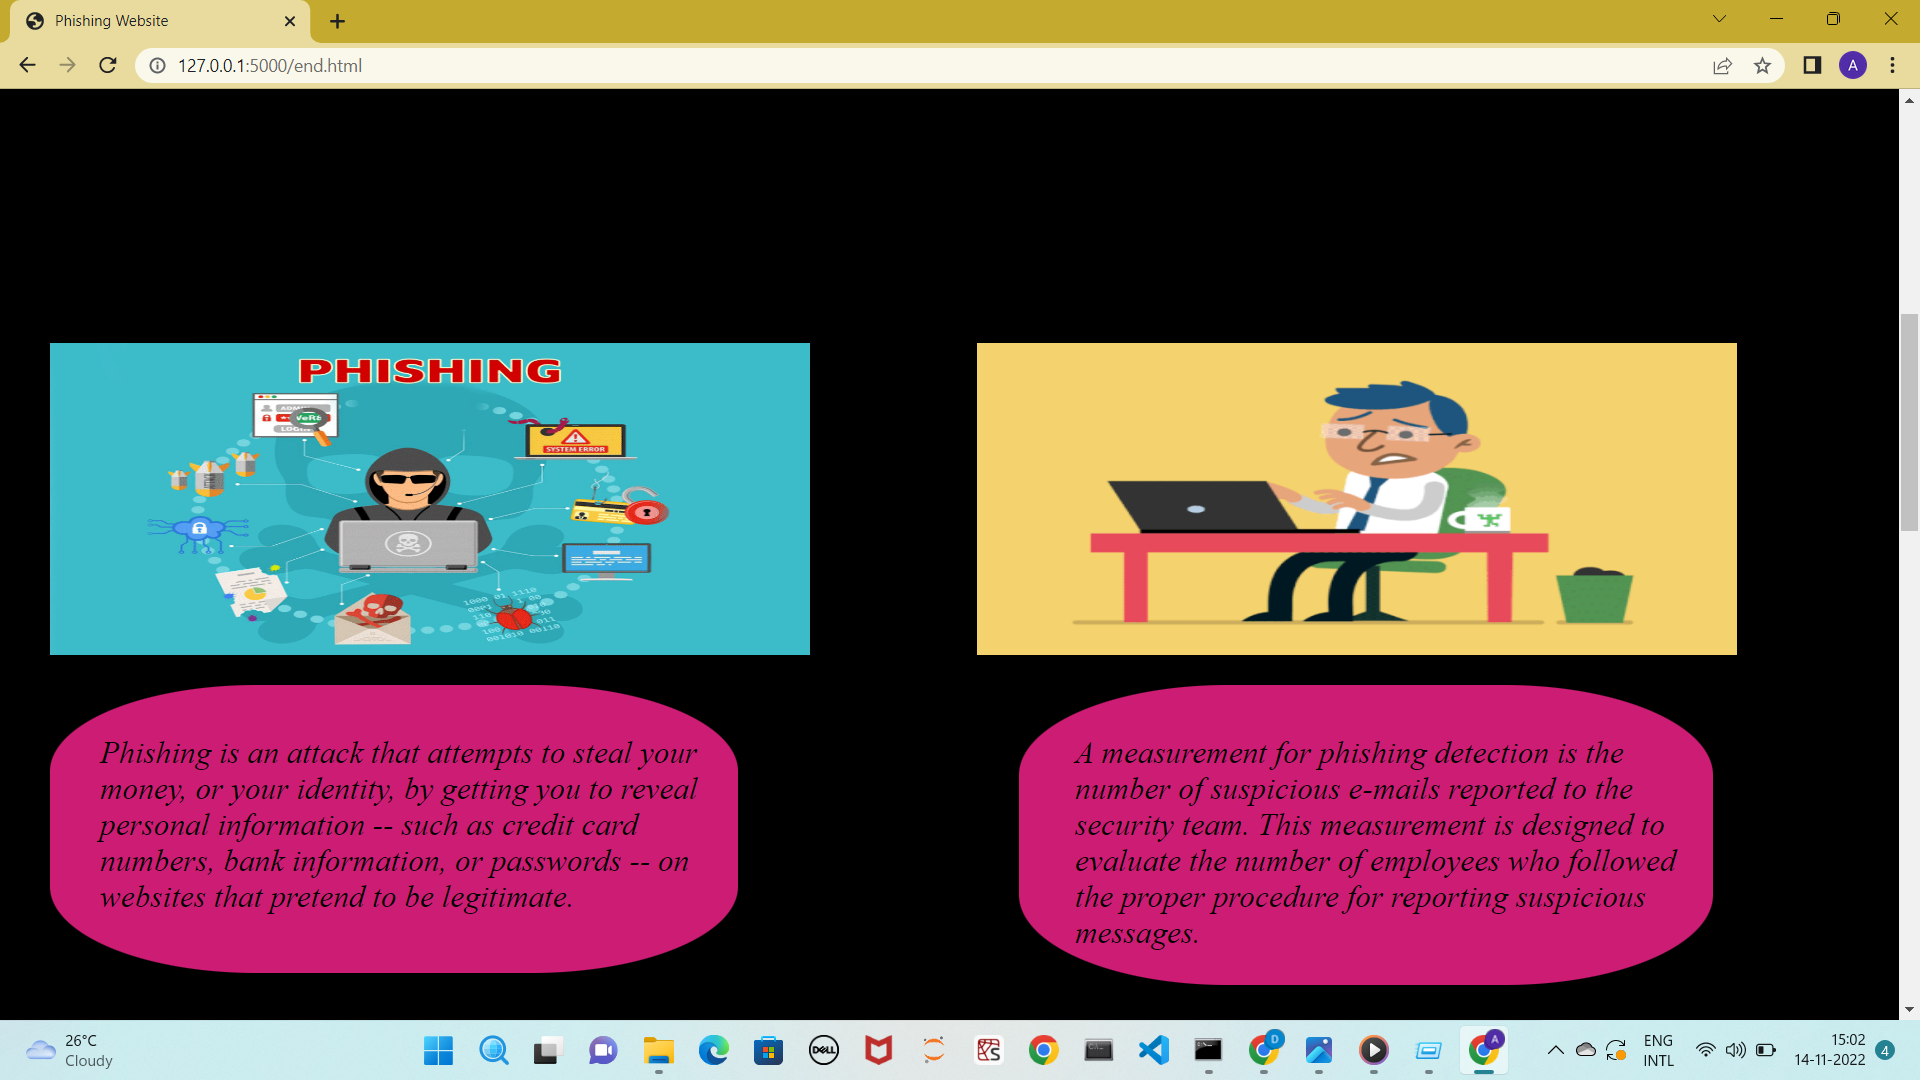 Phishing Website
127.0.0.1:5000/end.html
A
PHISHING
LOGIN
SYSTEM ERROR
Phishing is an attack that attempts to steal your
money, or your identity, by getting you to reveal
personal information -- such as credit card
numbers, bank information, or passwords -- on
websites that pretend to be legitimate.
A measurement for phishing detection is the
number of suspicious e-mails reported to the
security team. This measurement is designed to
evaluate the number of employees who followed
the proper procedure for reporting suspicious
messages.
26°C
Cloudy
DELL
D
A
ENG
INTL
15:02
14-11-2022
4